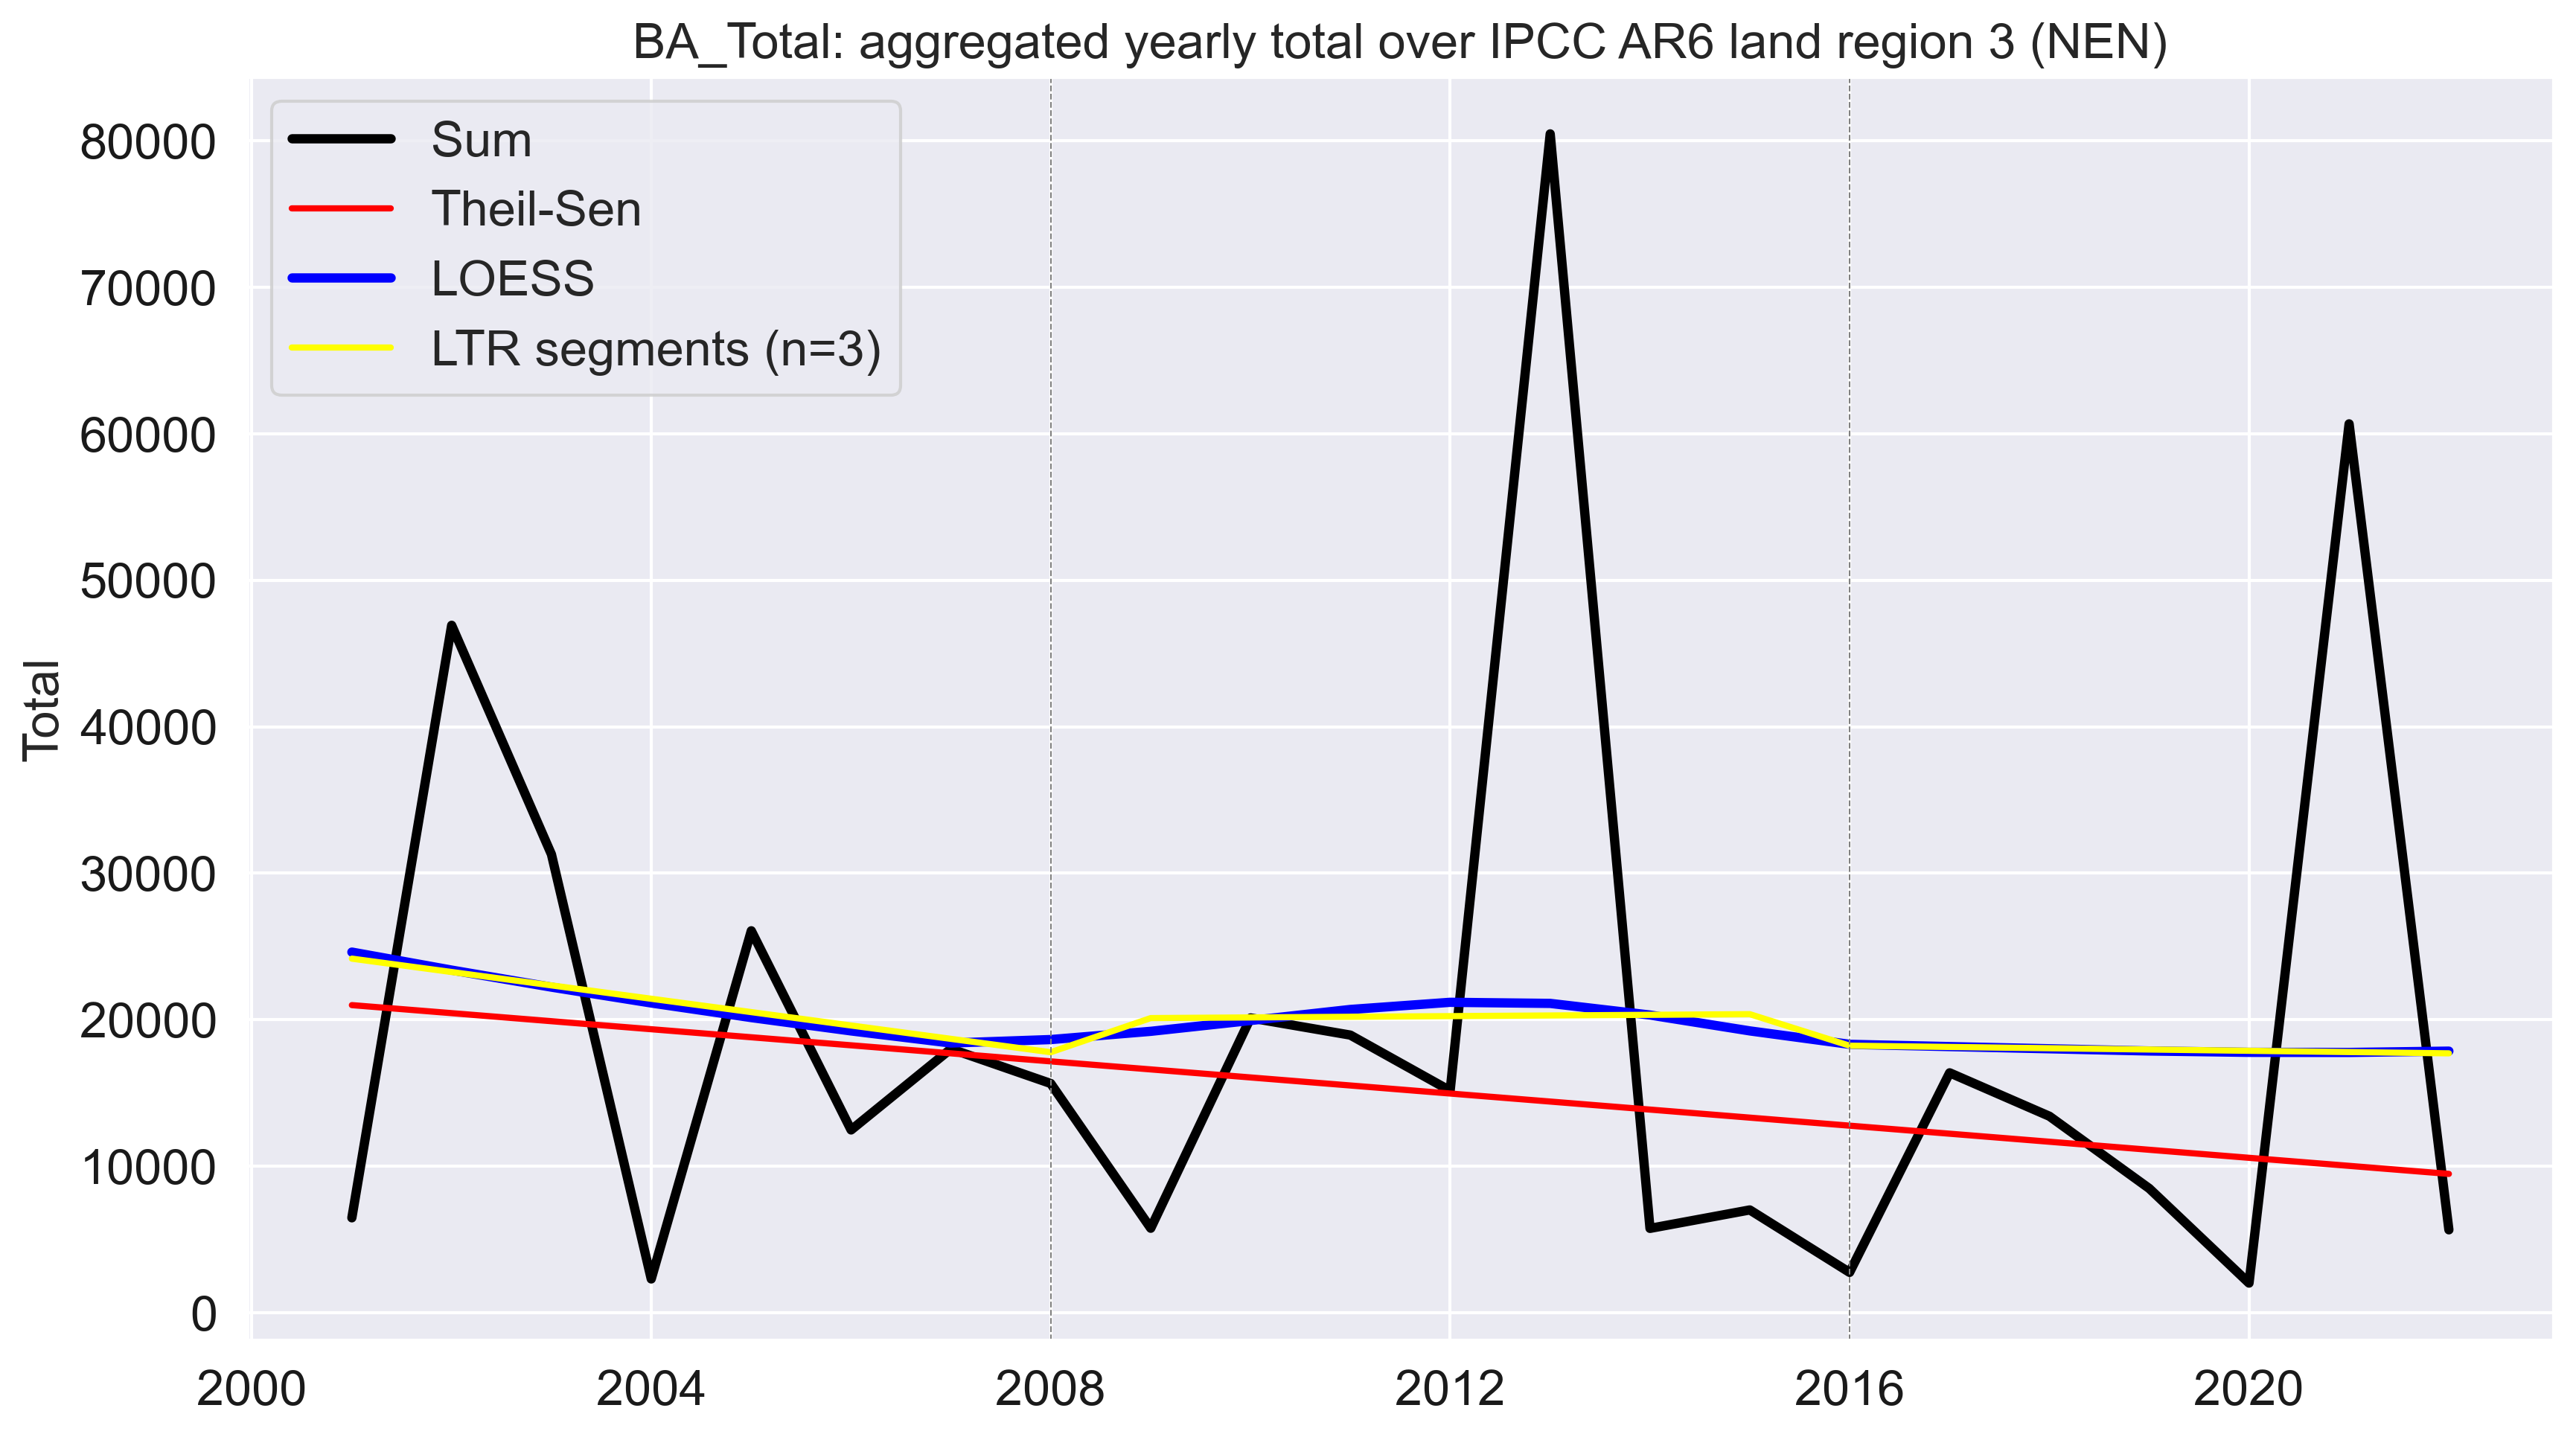 BA_Total: aggregated yearly total over IPCC AR6 land region 3 (NEN)
Sum
Theil-Sen
LOESS
LTR segments (n=3)
Total
80000
70000
60000
50000
40000
30000
20000
10000
0
2000 2004 2008 2012 2016 2020